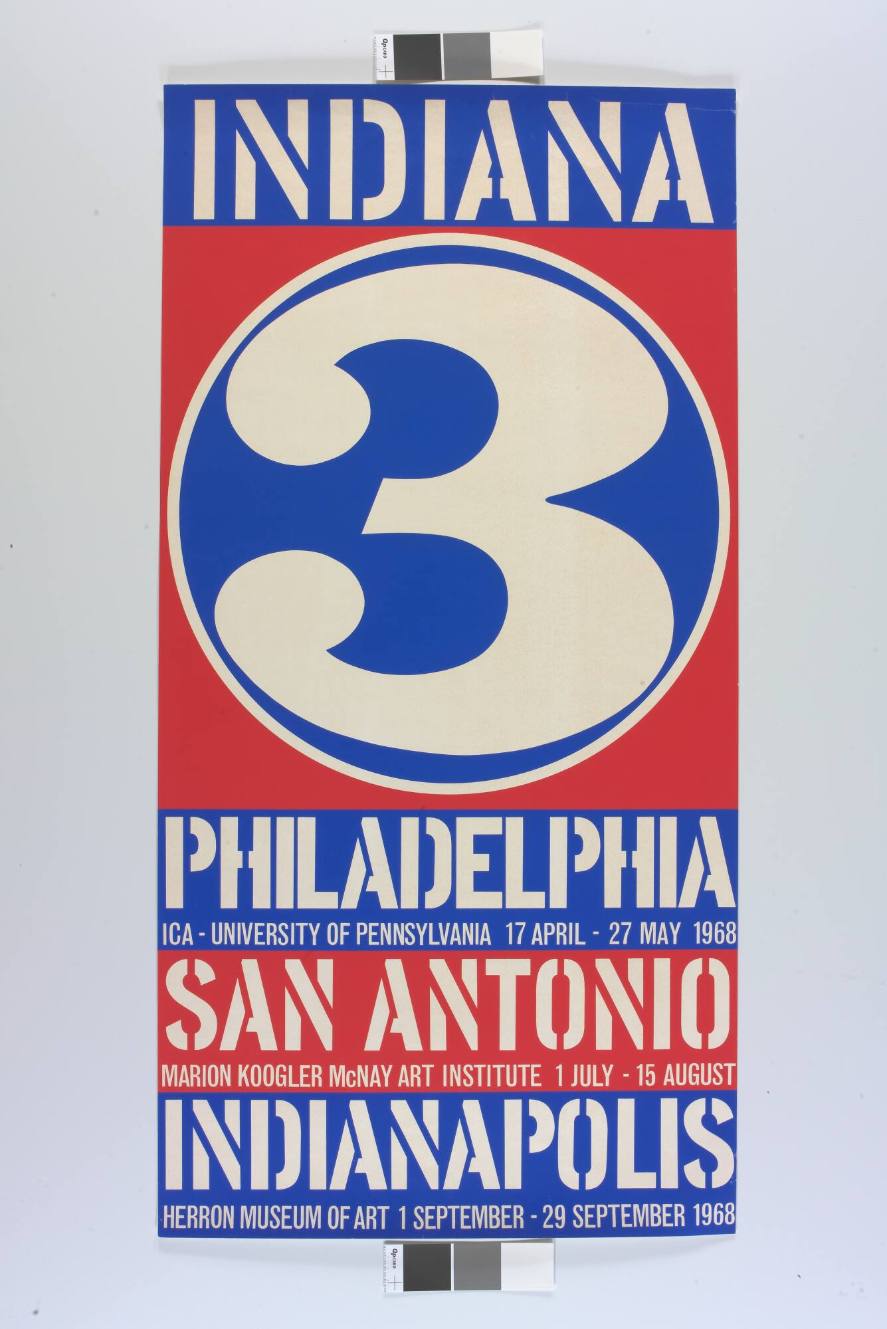 INDIANA
3
PHILADELPHIA
ICA - UNIVERSITY OF PENNSYLVANIA 17 APRIL - 27 MAY 1968
SAN ANTONIO
MARION KOOGLER McNAY ART INSTITUTE 1 JULY - 15 AUGUST
INDIANAPOLIS
HERRON MUSEUM OF ART 1 SEPTEMBER - 29 SEPTEMBER 1968